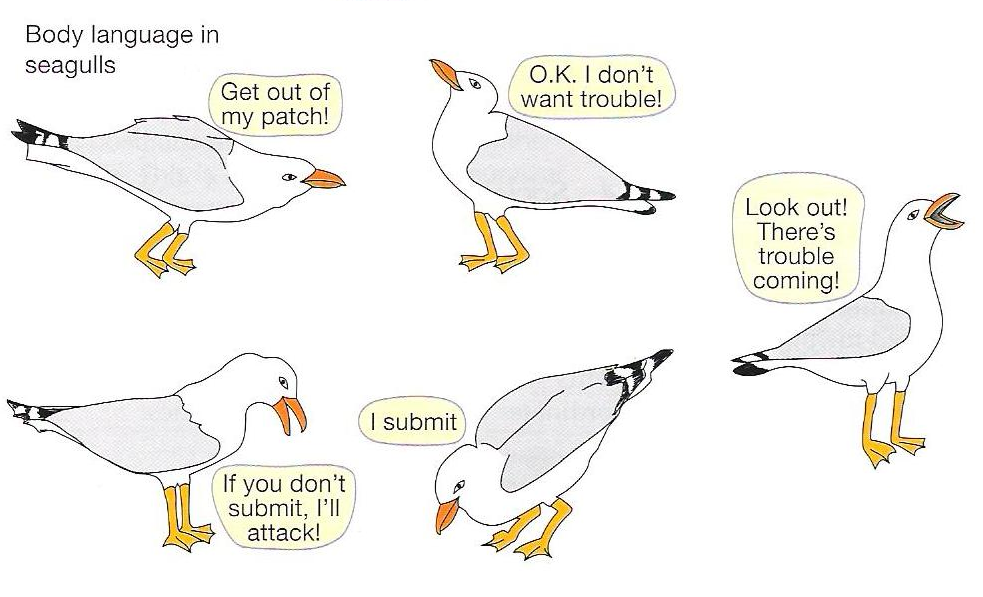 Body language in
seagulls
Get out of
my patch!
O.K. I don't
want trouble!
Look out!
There's
trouble
coming!
If you don't
submit, I'll
attack!
I submit